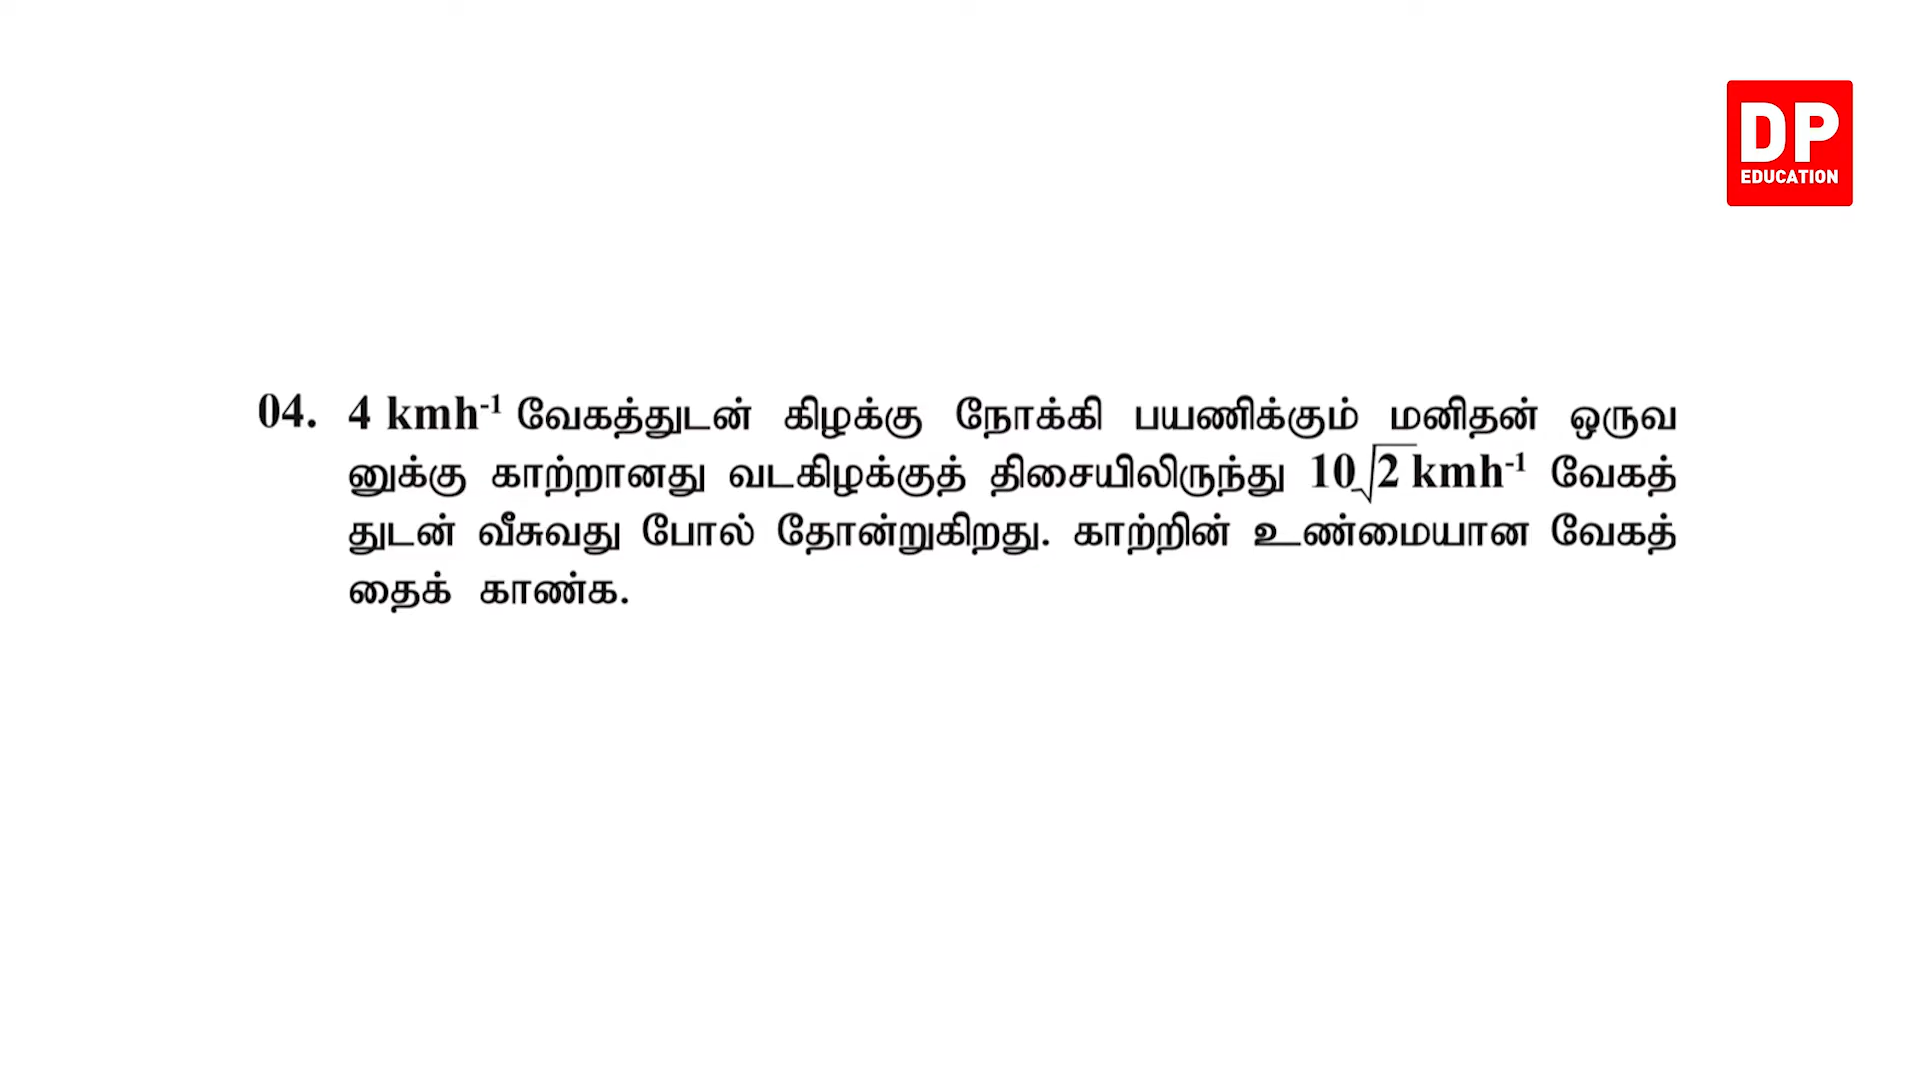 DP
EDUCATION
04. 4 kmh⁻¹ வேகத்துடன் கிழக்கு நோக்கி பயணிக்கும் மனிதன் ஒருவ
னுக்கு காற்றானது வடகிழக்குத் திசையிலிருந்து 10√2 kmh⁻¹ வேகத்
துடன் வீசுவது போல் தோன்றுகிறது. காற்றின் உண்மையான வேகத்
தைக் காண்க.